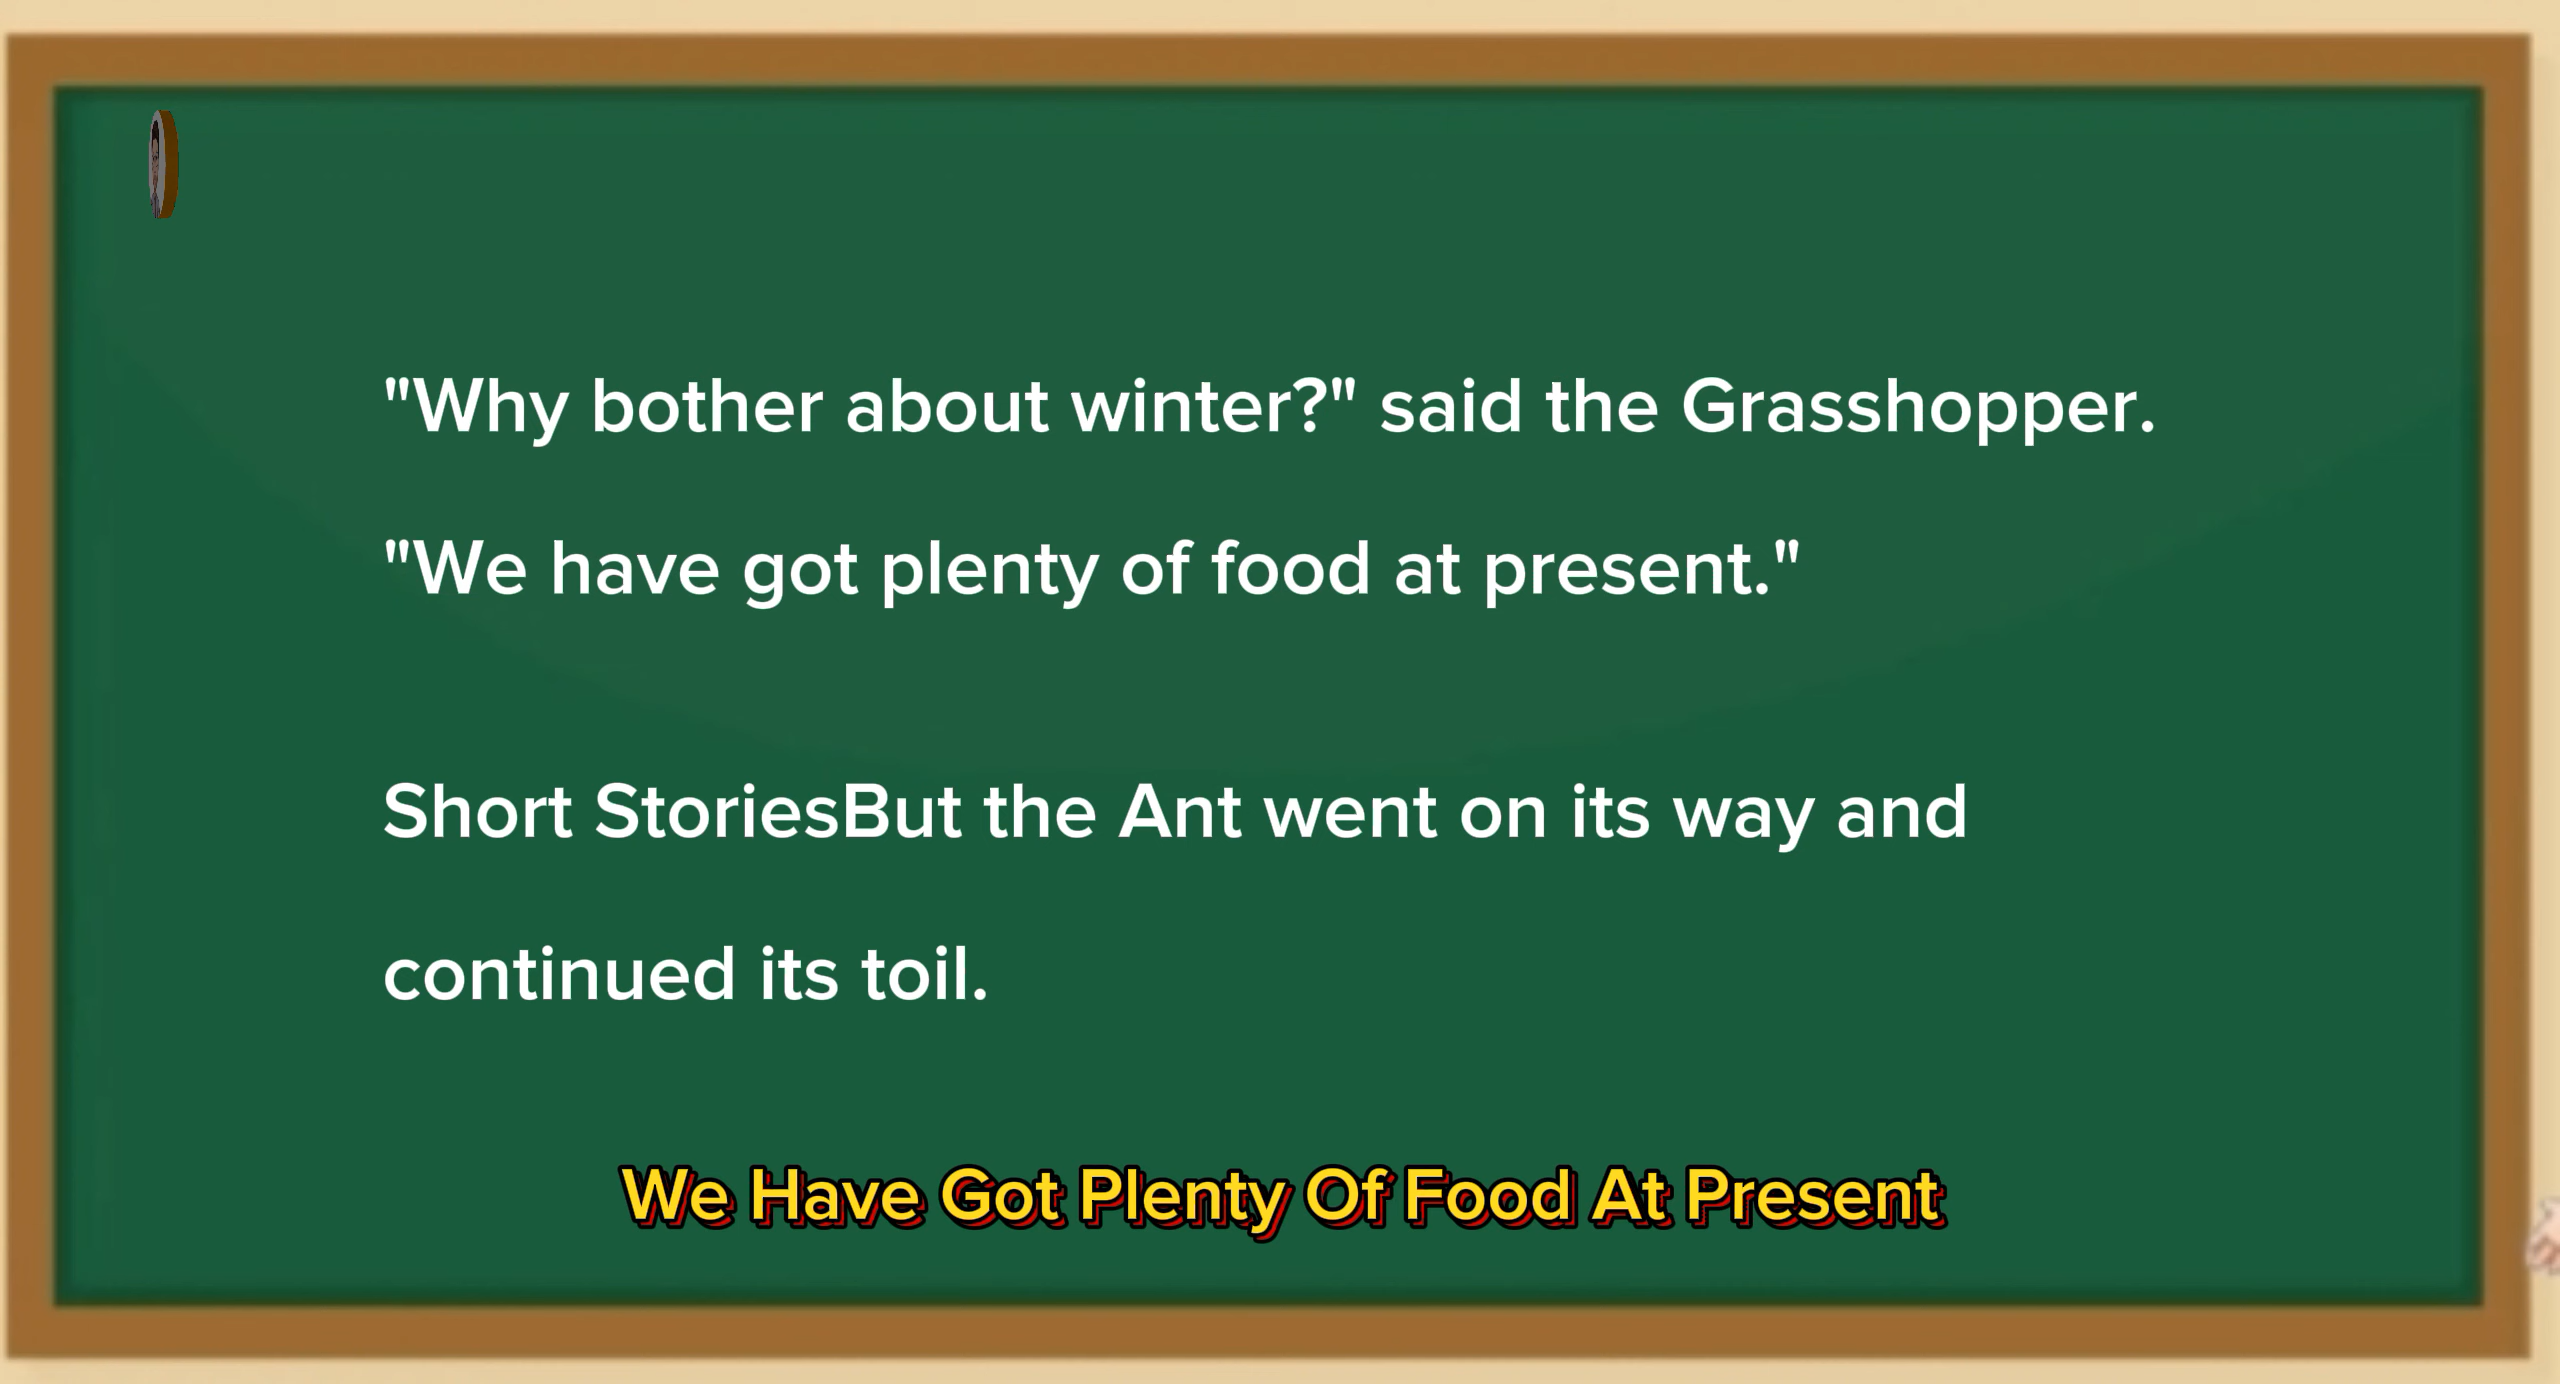 "Why bother about winter?" said the Grasshopper.
"We have got plenty of food at present."
Short StoriesBut the Ant went on its way and
continued its toil.
We Have Got Plenty Of Food At Present